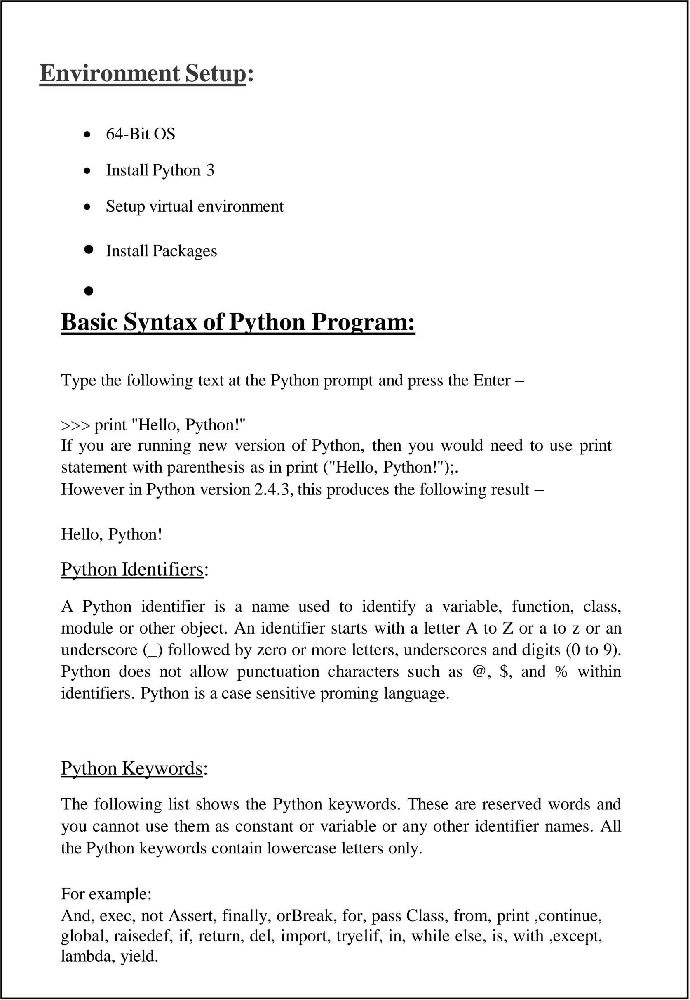 Environment Setup:
• 64-Bit OS
• Install Python 3
• Setup virtual environment
• Install Packages
•
Basic Syntax of Python Program:
Type the following text at the Python prompt and press the Enter –
>>> print "Hello, Python!"
If you are running new version of Python, then you would need to use print
statement with parenthesis as in print ("Hello, Python!");.
However in Python version 2.4.3, this produces the following result –
Hello, Python!
Python Identifiers:
A Python identifier is a name used to identify a variable, function, class,
module or other object. An identifier starts with a letter A to Z or a to z or an
underscore (_) followed by zero or more letters, underscores and digits (0 to 9).
Python does not allow punctuation characters such as @, $, and % within
identifiers. Python is a case sensitive proming language.
Python Keywords:
The following list shows the Python keywords. These are reserved words and
you cannot use them as constant or variable or any other identifier names. All
the Python keywords contain lowercase letters only.
For example:
And, exec, not Assert, finally, orBreak, for, pass Class, from, print ,continue,
global, raisedef, if, return, del, import, tryelif, in, while else, is, with ,except,
lambda, yield.